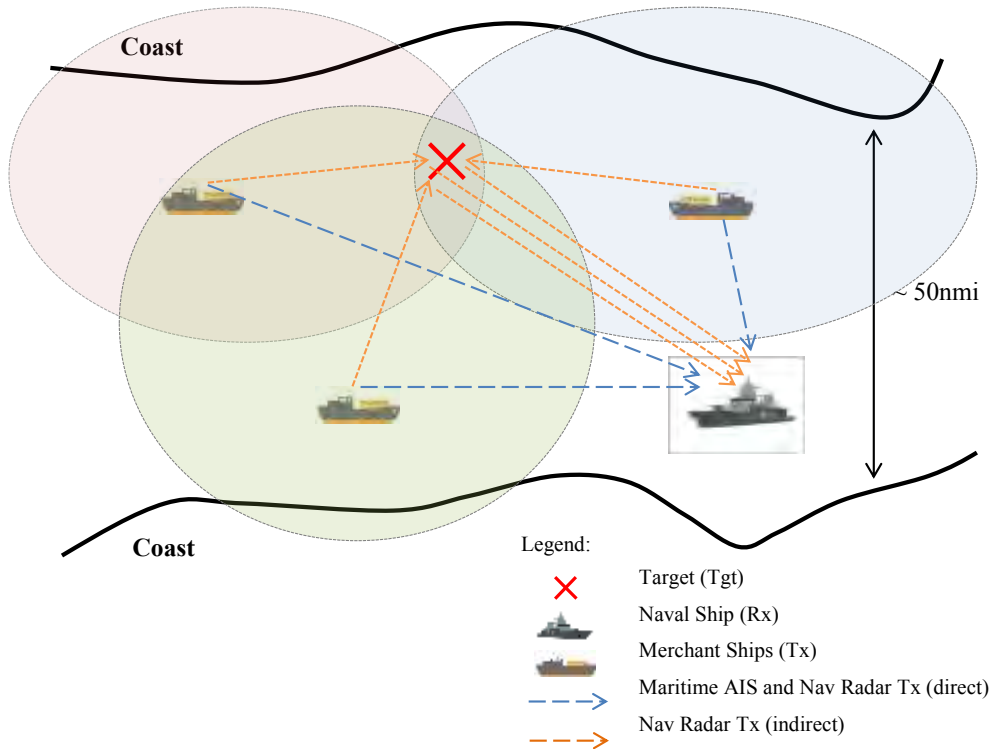 Coast
~ 50nmi
Coast
Legend:
Target (Tgt)
Naval Ship (Rx)
Merchant Ships (Tx)
Maritime AIS and Nav Radar Tx (direct)
Nav Radar Tx (indirect)